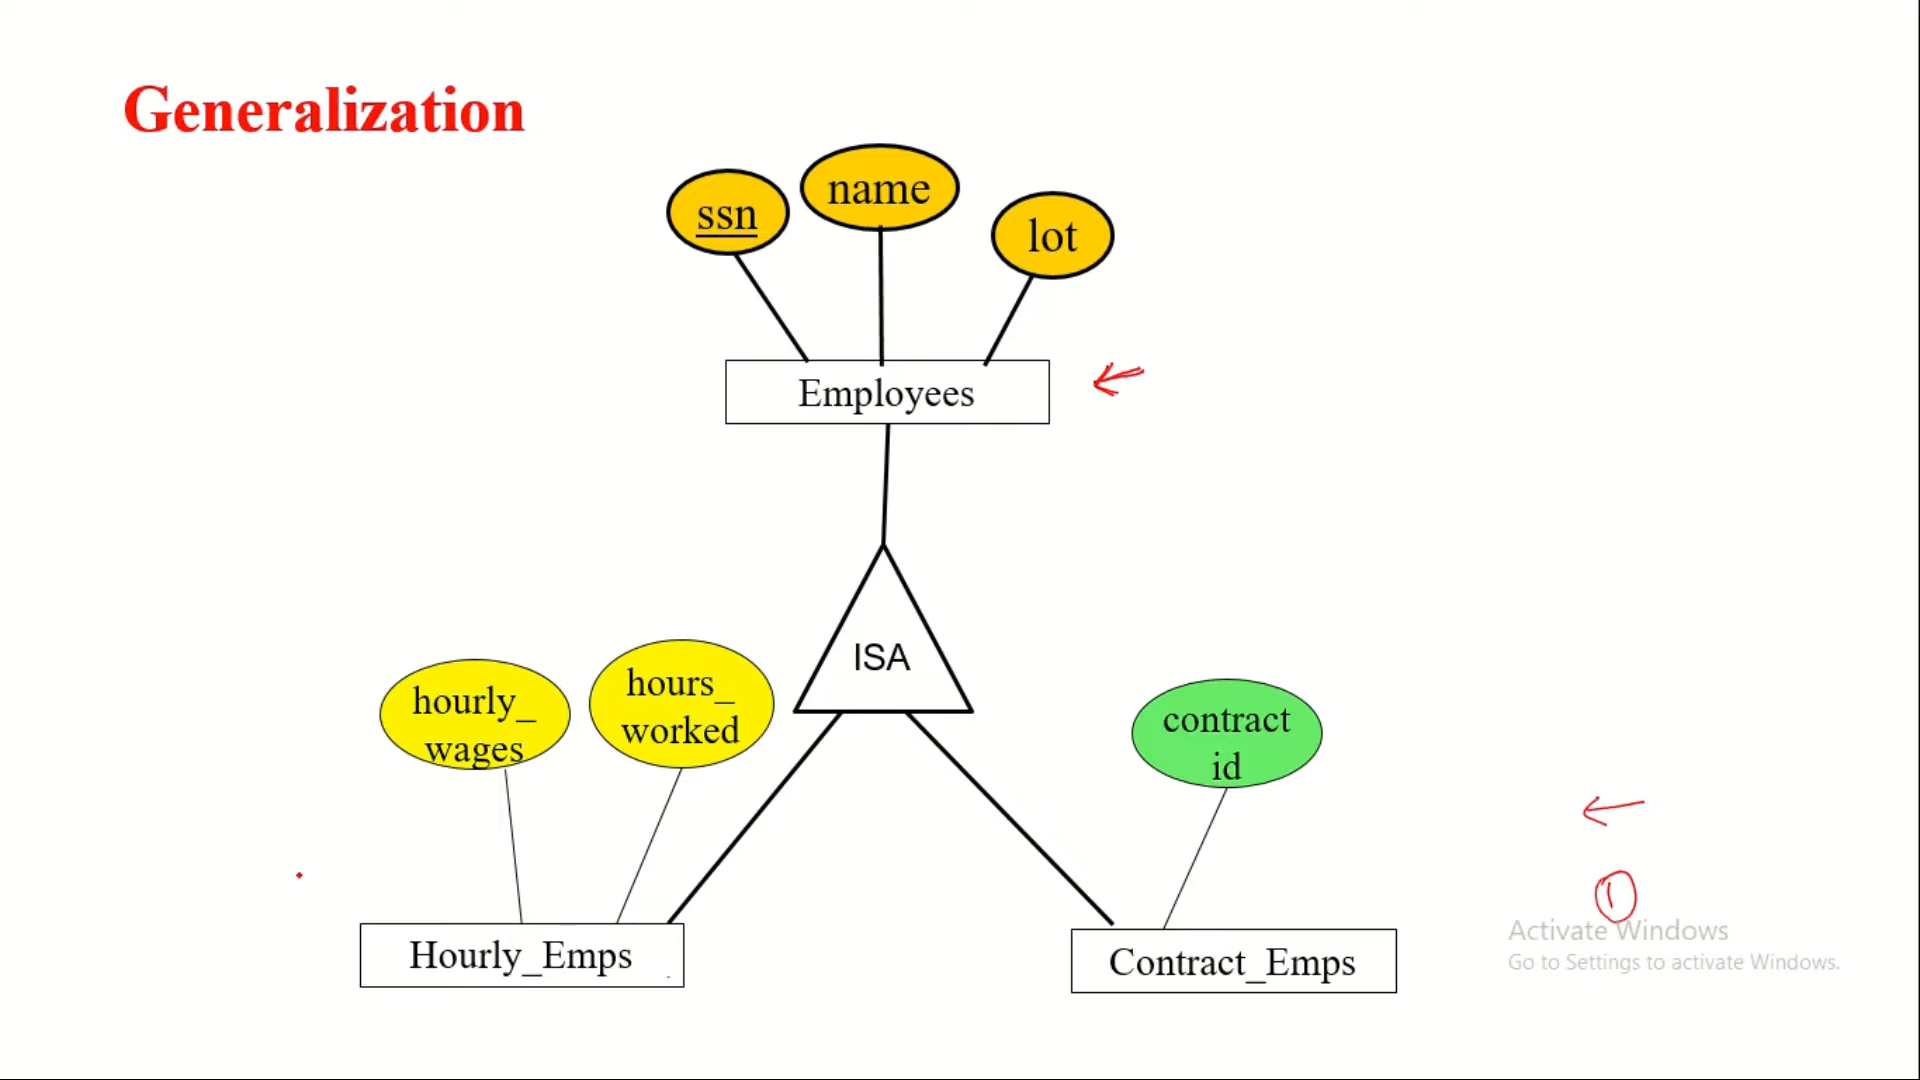 Generalization
ssn
name
lot
Employees
ISA
hourly_
wages
hours_
worked
contract
id
Hourly_Emps
Contract_Emps
1
Activate Windows
Go to Settings to activate Windows.